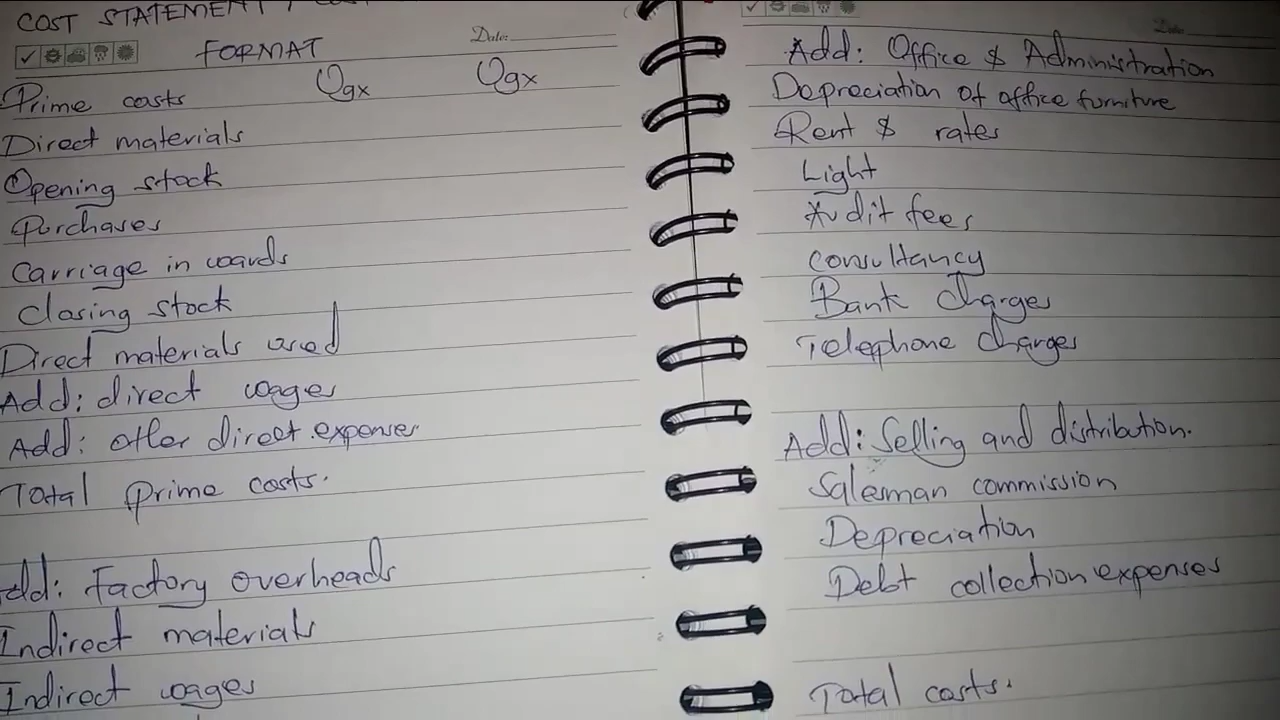 COST STATEMENT /
FORMAT
Date:
Ugx Ugx
Prime costs
Direct materials
Opening stock
Purchases
Carriage in wards
Closing stock
Direct materials used
Add: direct wages
Add: other direct expenses
Total prime costs.
Add: Factory overheads
Indirect materials
Indirect wages
Add: Office & Administration
Depreciation of office furniture
Rent & rates
Light
Audit fees
Consultancy
Bank charges
Telephone charges
Add: Selling and distribution.
Salesman commission
Depreciation
Debt collection expenses
Total costs.